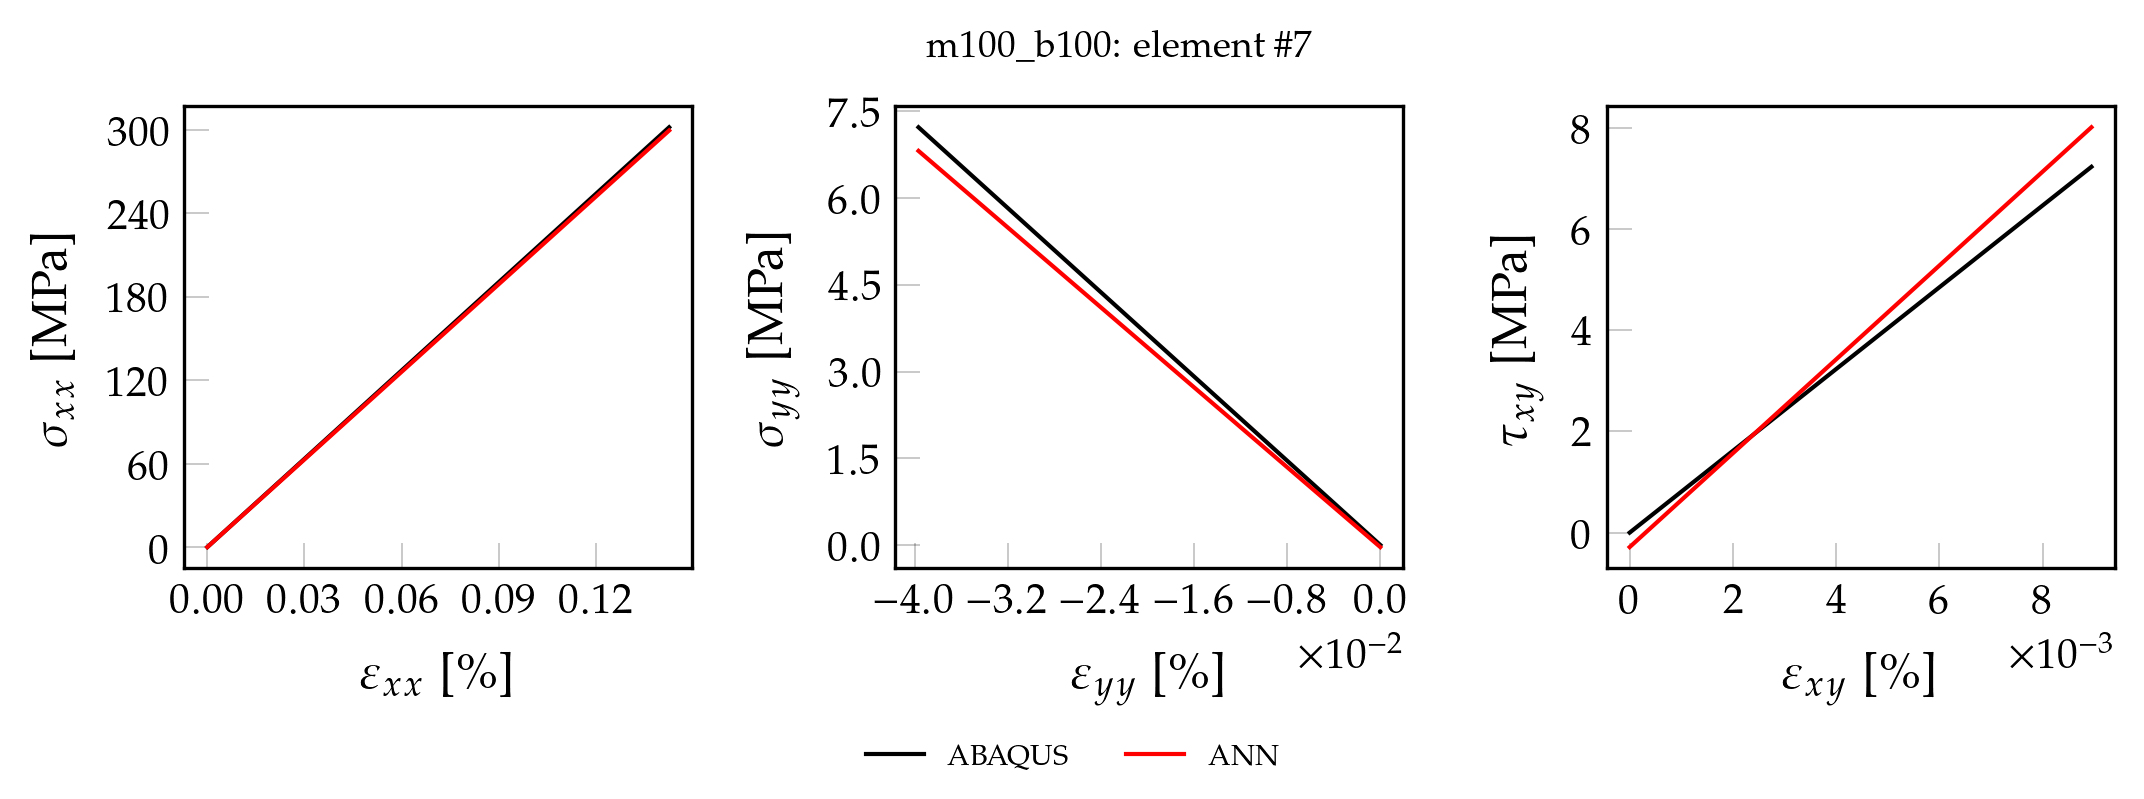 m100_b100: element #7
σxx [MPa]
300
240
180
120
60
0
0.00 0.03 0.06 0.09 0.12
εxx [%]
σyy [MPa]
7.5
6.0
4.5
3.0
1.5
0.0
−4.0 −3.2 −2.4 −1.6 −0.8 0.0
×10−2
εyy [%]
τxy [MPa]
8
6
4
2
0
0 2 4 6 8
×10−3
εxy [%]
ABAQUS ANN